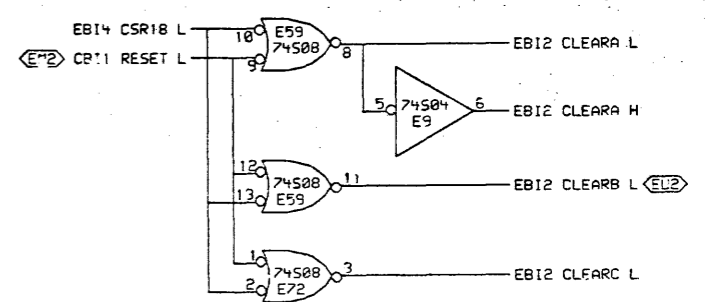 EBI4 CSR18 L
10 E59 74S08 8
EBI2 CLEARA L
CBI1 RESET L
9
5 74S04 E9 6
EBI2 CLEARA H
12
13 74S08 E59 11
EBI2 CLEARB L
1
2 74S08 E72 3
EBI2 CLEARC L